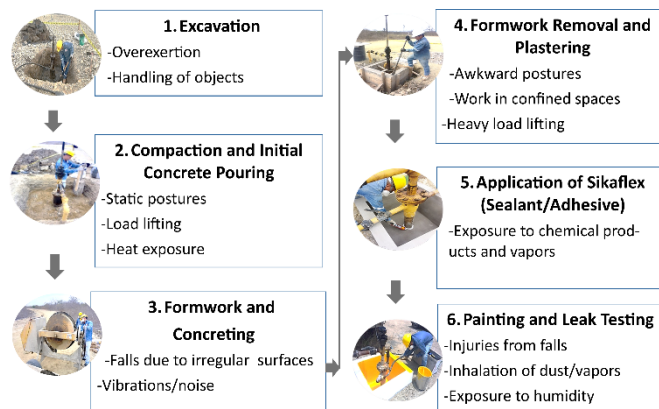 1. Excavation
-Overexertion
-Handling of objects
2. Compaction and Initial
Concrete Pouring
-Static postures
-Load lifting
-Heat exposure
3. Formwork and
Concreting
-Falls due to irregular surfaces
-Vibrations/noise
4. Formwork Removal and
Plastering
-Awkward postures
-Work in confined spaces
-Heavy load lifting
5. Application of Sikaflex
(Sealant/Adhesive)
-Exposure to chemical prod-
ucts and vapors
6. Painting and Leak Testing
-Injuries from falls
-Inhalation of dust/vapors
-Exposure to humidity